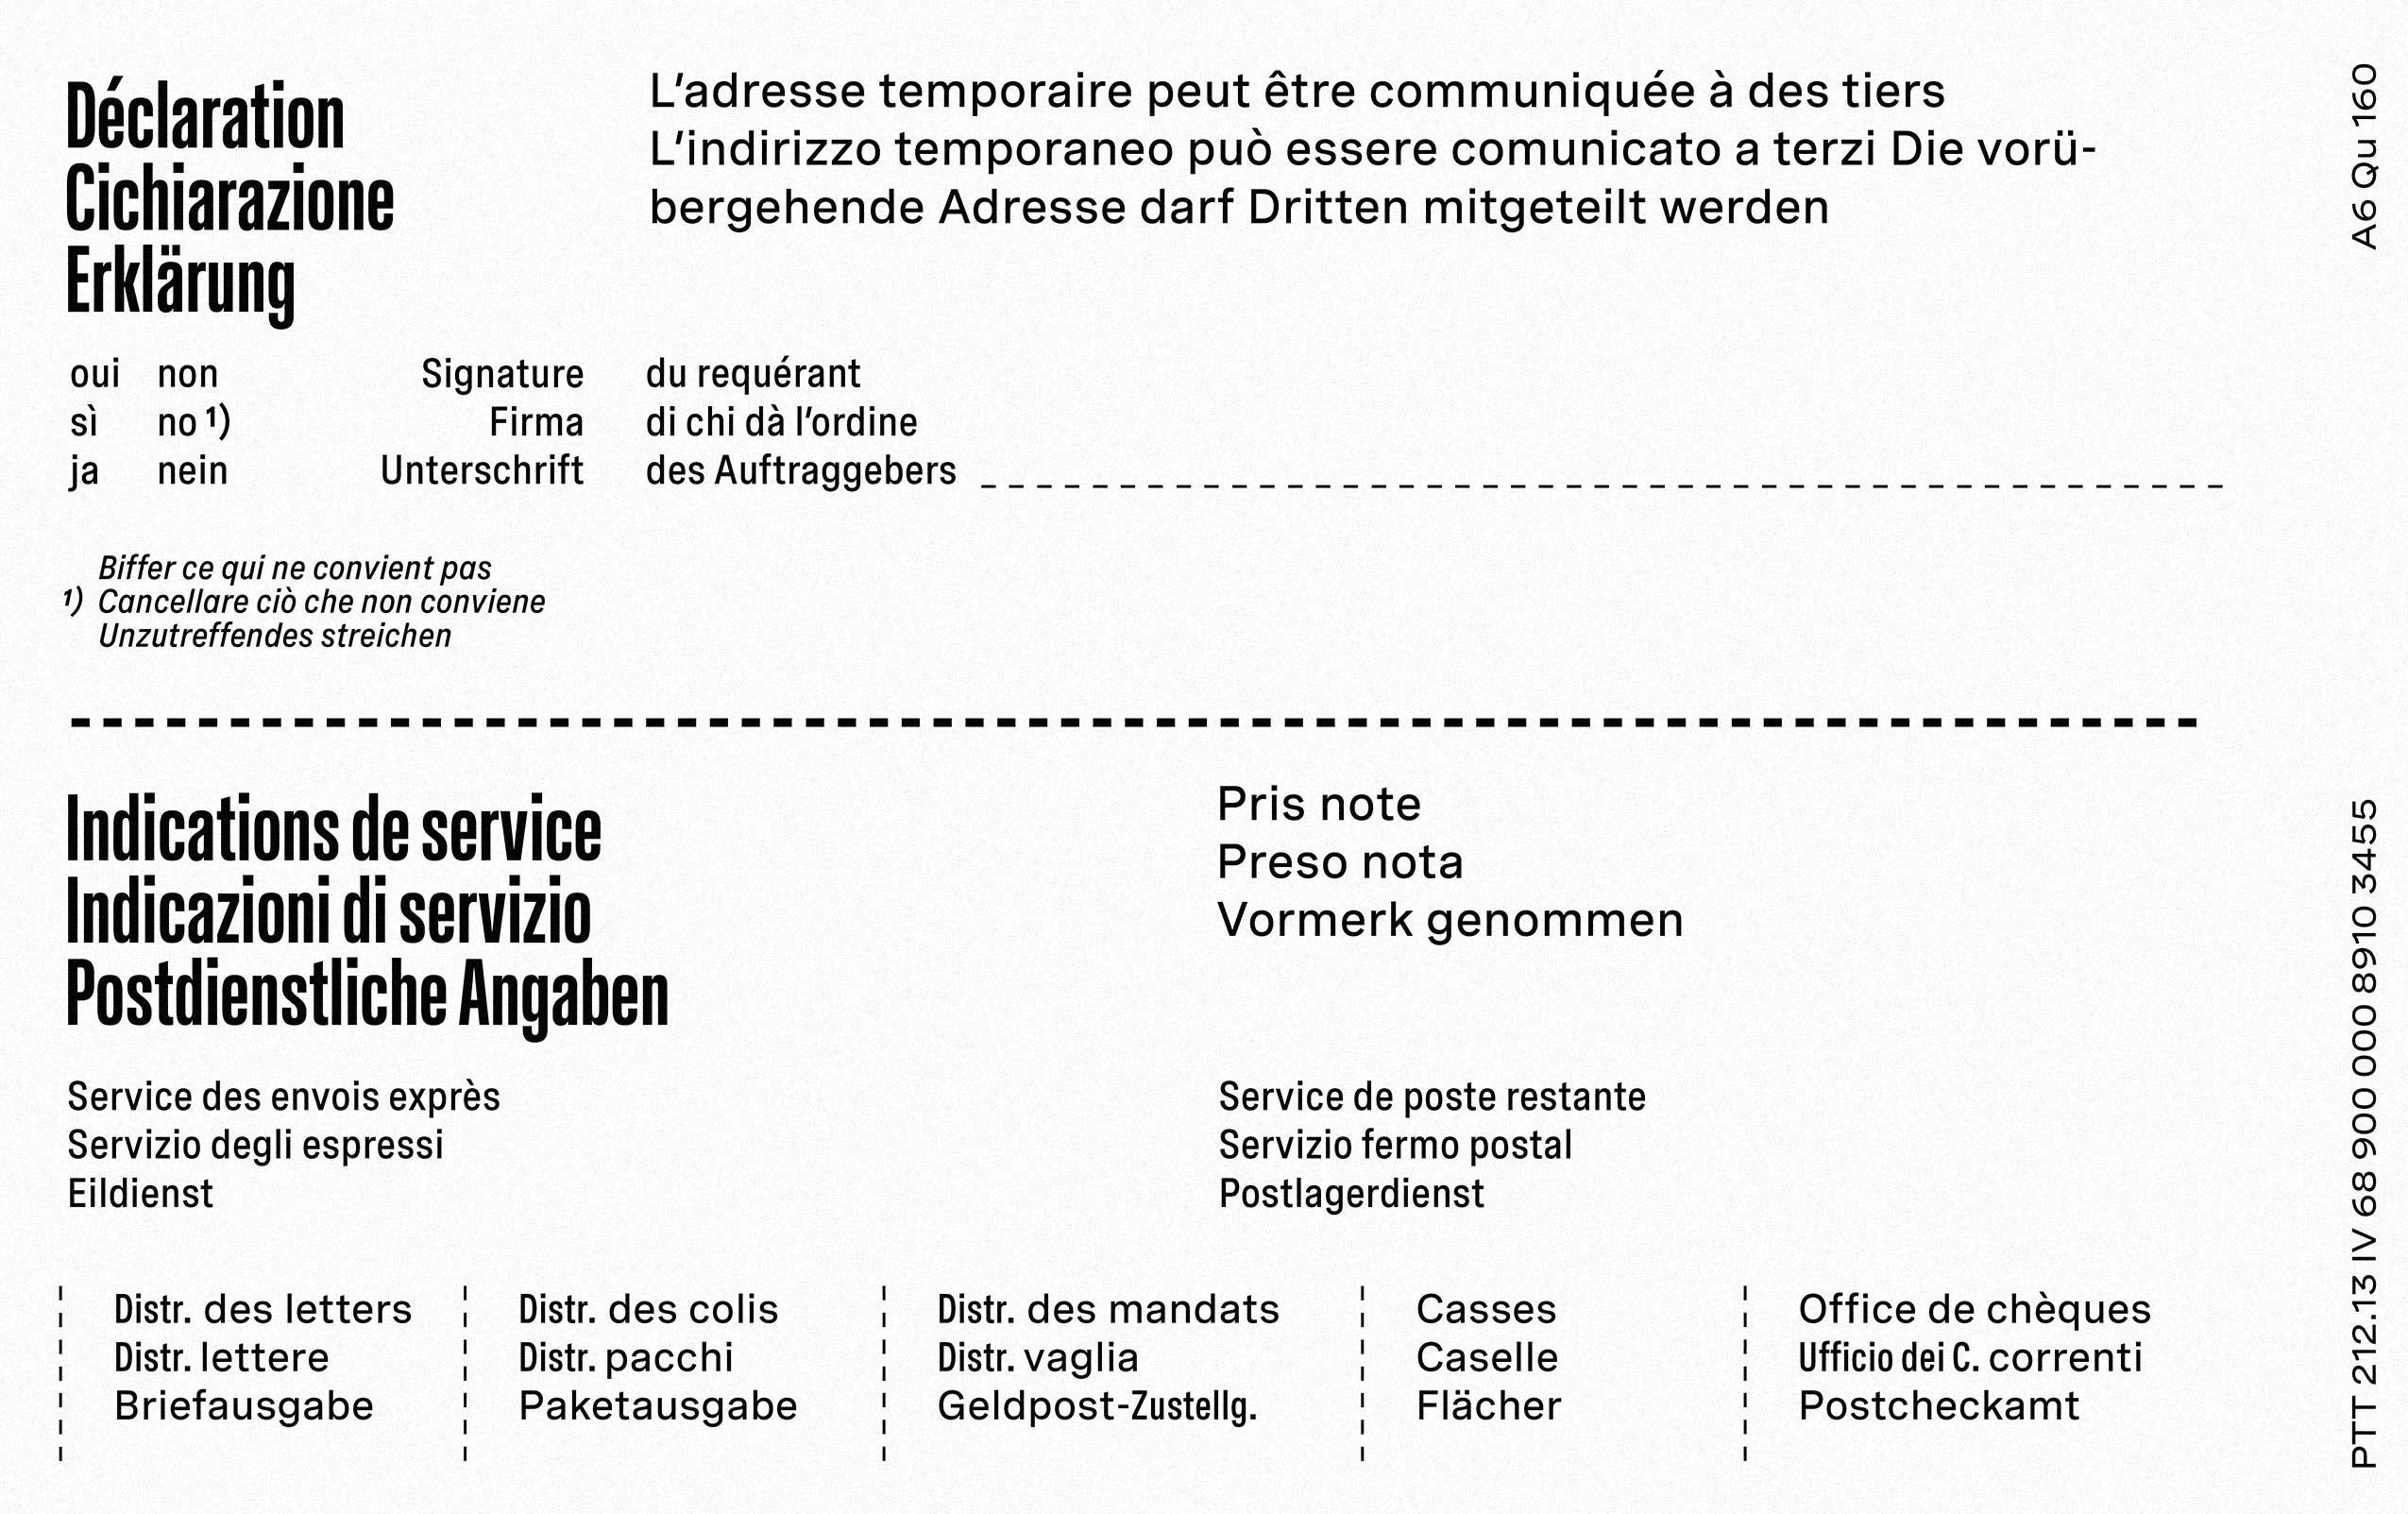 Déclaration
Cichiarazione
Erklärung
L’adresse temporaire peut être communiquée à des tiers
L’indirizzo temporaneo può essere comunicato a terzi Die vorü-
bergehende Adresse darf Dritten mitgeteilt werden
A6 Qu 160
oui non Signature du requérant
sì no ¹) Firma di chi dà l’ordine
ja nein Unterschrift des Auftraggebers
Biffer ce qui ne convient pas
¹) Cancellare ciò che non conviene
Unzutreffendes streichen
Indications de service
Indicazioni di servizio
Postdienstliche Angaben
Pris note
Preso nota
Vormerk genommen
Service des envois exprès
Servizio degli espressi
Eildienst
Service de poste restante
Servizio fermo postal
Postlagerdienst
Distr. des letters
Distr. lettere
Briefausgabe
Distr. des colis
Distr. pacchi
Paketausgabe
Distr. des mandats
Distr. vaglia
Geldpost-Zustellg.
Casses
Caselle
Flächer
Office de chèques
Ufficio dei C. correnti
Postcheckamt
PTT 212.13 IV 68 900 000 8910 3455